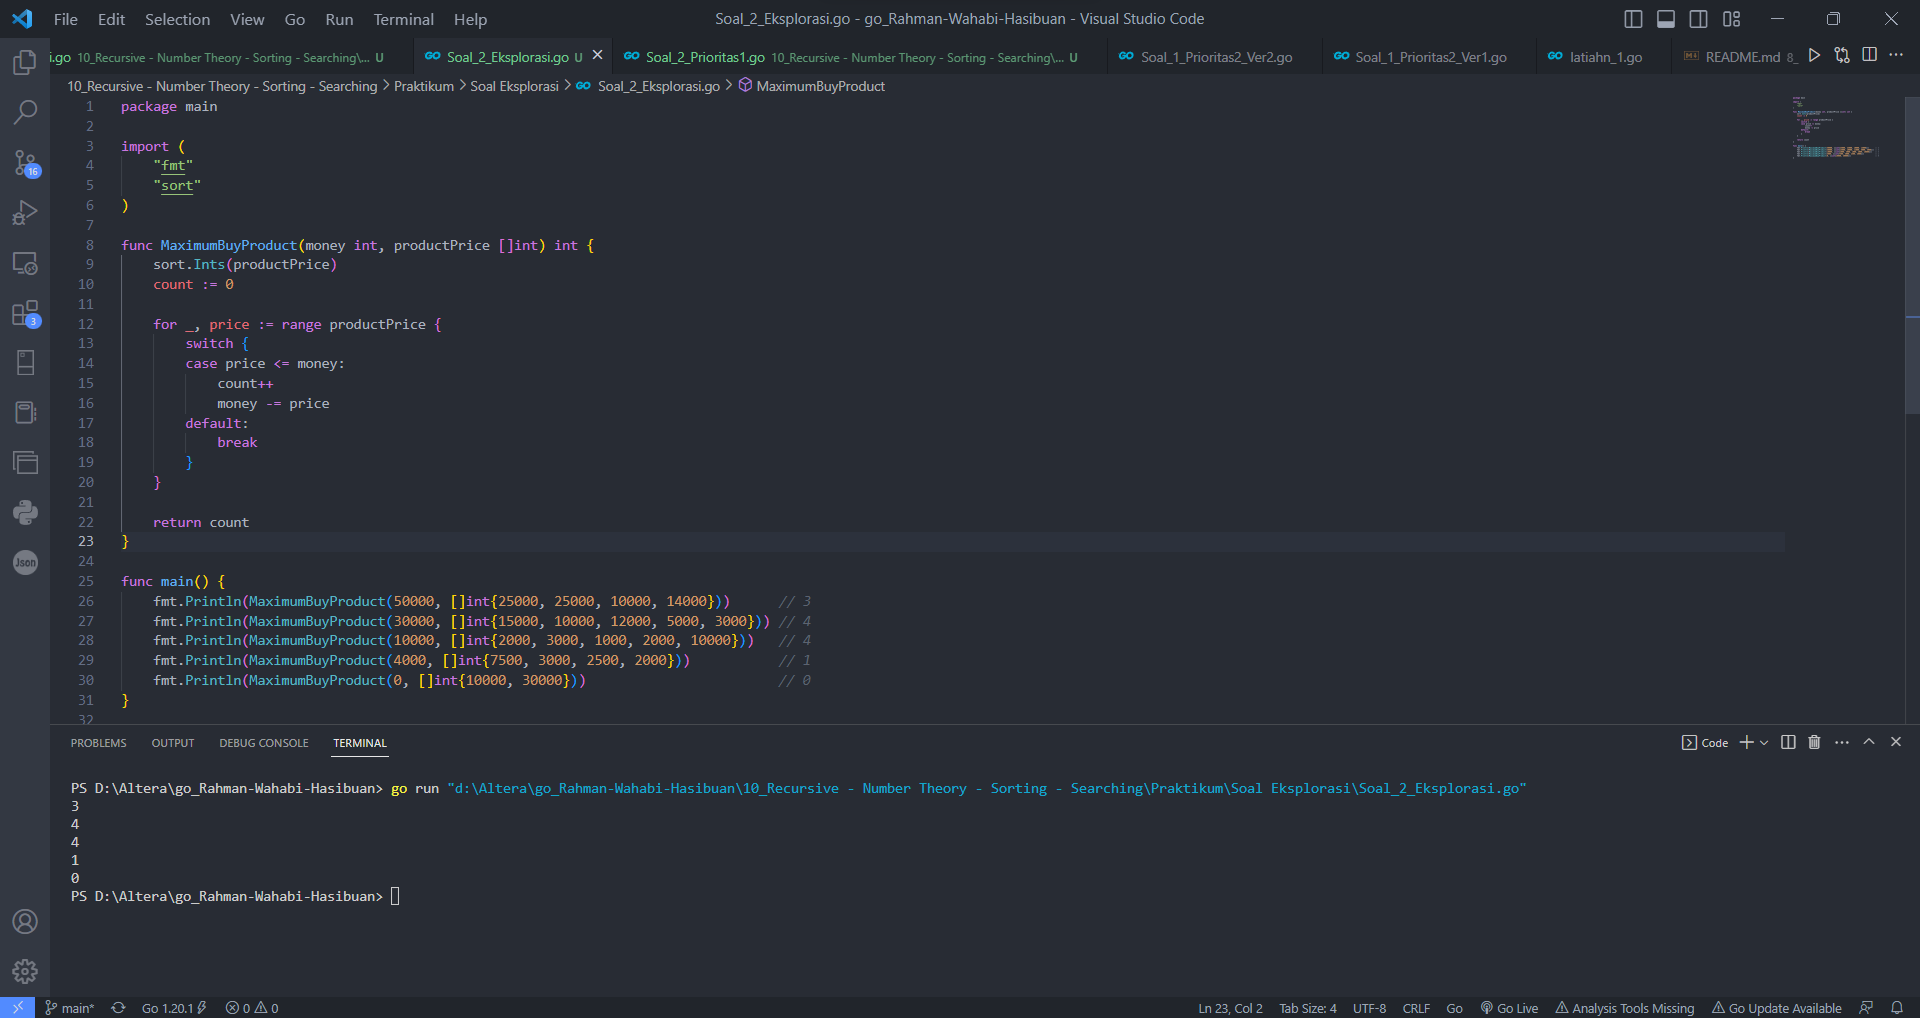 File Edit Selection View Go Run Terminal Help Soal_2_Eksplorasi.go - go_Rahman-Wahabi-Hasibuan - Visual Studio Code
i.go 10_Recursive - Number Theory - Sorting - Searching\... U GO Soal_2_Eksplorasi.go U GO Soal_2_Prioritas1.go 10_Recursive - Number Theory - Sorting - Searching\... U GO Soal_1_Prioritas2_Ver2.go GO Soal_1_Prioritas2_Ver1.go GO latiahn_1.go README.md 8_
10_Recursive - Number Theory - Sorting - Searching > Praktikum > Soal Eksplorasi > GO Soal_2_Eksplorasi.go > MaximumBuyProduct
1 package main
2
3 import (
4 "fmt"
5 "sort"
6 )
7
8 func MaximumBuyProduct(money int, productPrice []int) int {
9 sort.Ints(productPrice)
10 count := 0
11
12 for _, price := range productPrice {
13 switch {
14 case price <= money:
15 count++
16 money -= price
17 default:
18 break
19 }
20 }
21
22 return count
23 }
24
25 func main() {
26 fmt.Println(MaximumBuyProduct(50000, []int{25000, 25000, 10000, 14000})) // 3
27 fmt.Println(MaximumBuyProduct(30000, []int{15000, 10000, 12000, 5000, 3000})) // 4
28 fmt.Println(MaximumBuyProduct(10000, []int{2000, 3000, 1000, 2000, 10000})) // 4
29 fmt.Println(MaximumBuyProduct(4000, []int{7500, 3000, 2500, 2000})) // 1
30 fmt.Println(MaximumBuyProduct(0, []int{10000, 30000})) // 0
31 }
32
16
3
Json
PROBLEMS OUTPUT DEBUG CONSOLE TERMINAL Code
PS D:\Altera\go_Rahman-Wahabi-Hasibuan> go run "d:\Altera\go_Rahman-Wahabi-Hasibuan\10_Recursive - Number Theory - Sorting - Searching\Praktikum\Soal Eksplorasi\Soal_2_Eksplorasi.go"
3
4
4
1
0
PS D:\Altera\go_Rahman-Wahabi-Hasibuan>
main* Go 1.20.1 0 0 Ln 23, Col 2 Tab Size: 4 UTF-8 CRLF Go Go Live Analysis Tools Missing Go Update Available